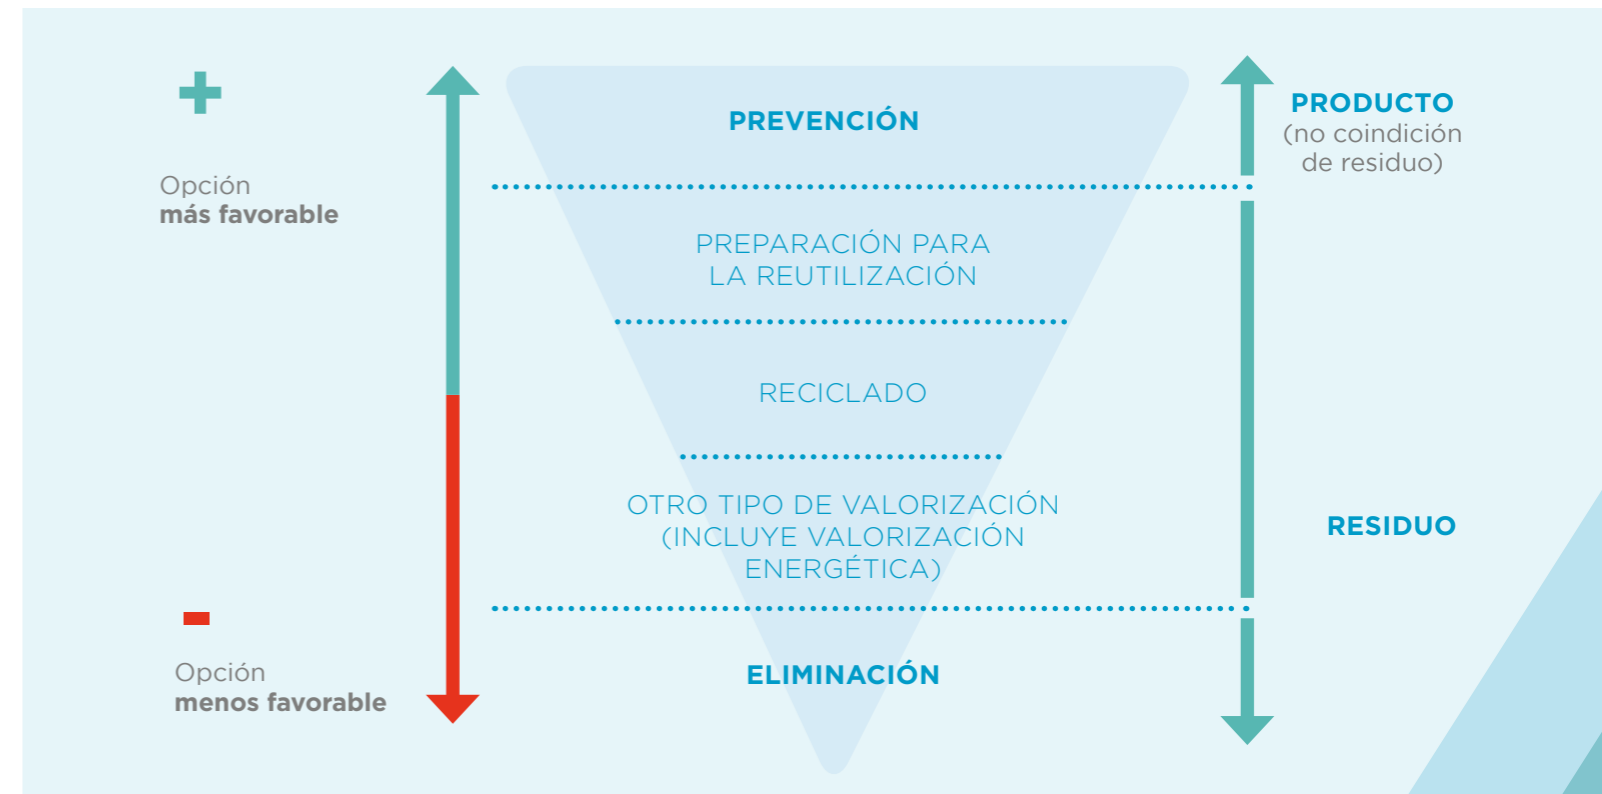 +
Opción
más favorable
PREVENCIÓN
PRODUCTO
(no coindición
de residuo)
PREPARACIÓN PARA
LA REUTILIZACIÓN
RECICLADO
OTRO TIPO DE VALORIZACIÓN
(INCLUYE VALORIZACIÓN
ENERGÉTICA)
RESIDUO
-
Opción
menos favorable
ELIMINACIÓN